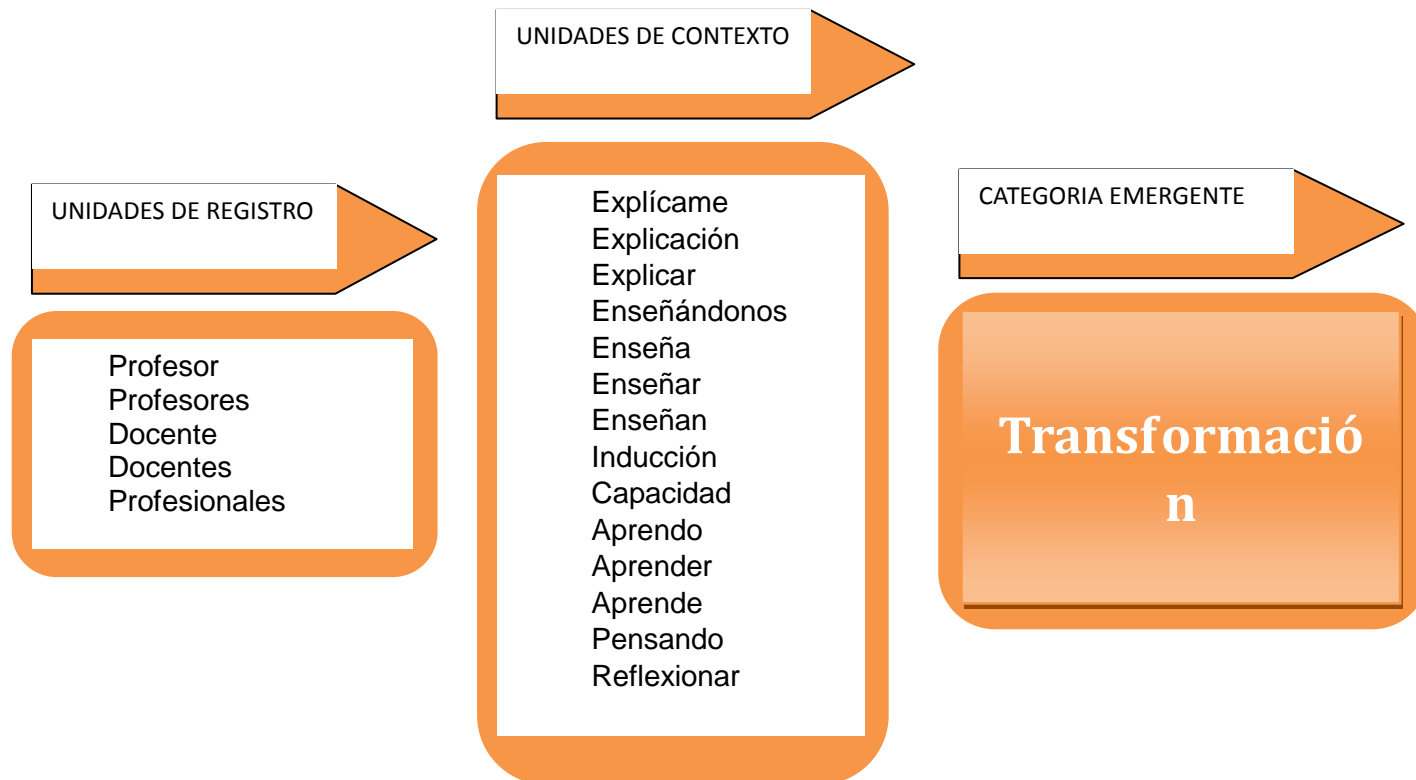 UNIDADES DE REGISTRO
Profesor
Profesores
Docente
Docentes
Profesionales
UNIDADES DE CONTEXTO
Explícame
Explicación
Explicar
Enseñándonos
Enseña
Enseñar
Enseñan
Inducción
Capacidad
Aprendo
Aprender
Aprende
Pensando
Reflexionar
CATEGORIA EMERGENTE
Transformació
n